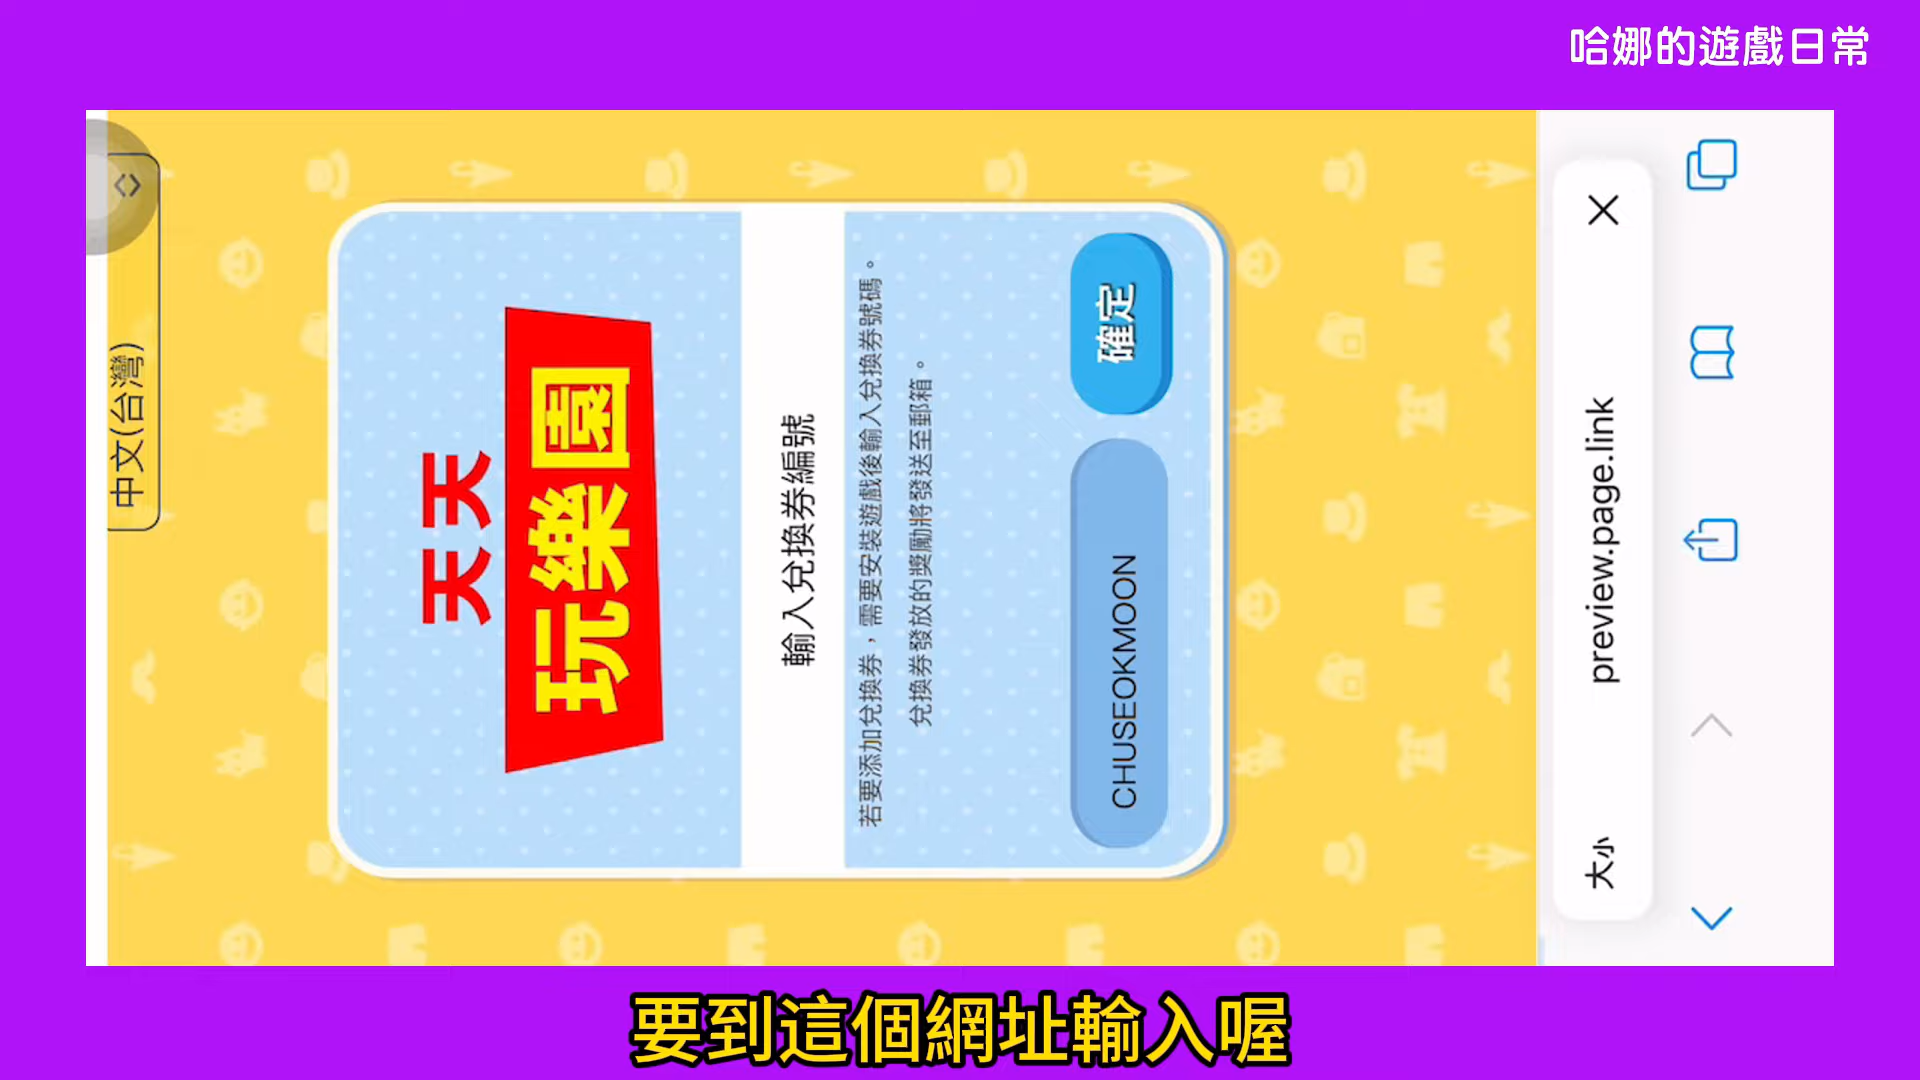 哈娜的遊戲日常
中文(台灣)
天天
玩樂園
輸入兌換券編號
若要添加兌換券，需要安裝遊戲後輸入兌換券號碼。
兌換券發放的獎勵將發送至郵箱。
CHUSEOKMOON
確定
大小
preview.page.link
要到這個網址輸入喔